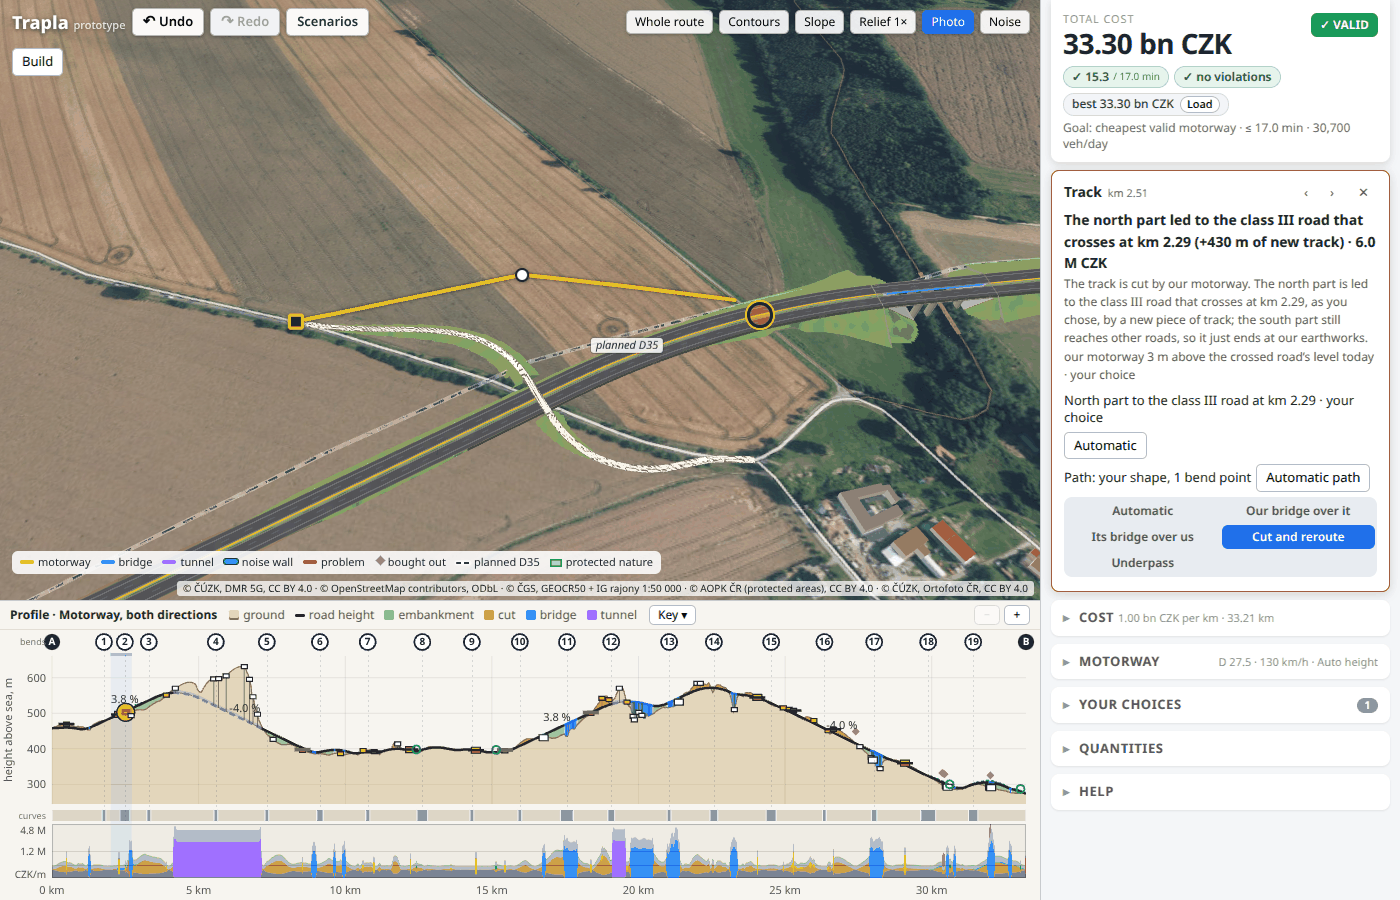 Trapla prototype
↶ Undo
↷ Redo
Scenarios
Whole route
Contours
Slope
Relief 1×
Photo
Noise
Build
planned D35
motorway
bridge
tunnel
noise wall
problem
bought out
planned D35
protected nature
© ČÚZK, DMR 5G, CC BY 4.0 · © OpenStreetMap contributors, ODbL · © ČGS, GEOCR50 + IG rajony 1:50 000 · © AOPK ČR (protected areas), CC BY 4.0 · © ČÚZK, Ortofoto ČR, CC BY 4.0
Profile · Motorway, both directions
ground
road height
embankment
cut
bridge
tunnel
Key ▾
−
+
bends
A 1 2 3 4 5 6 7 8 9 10 11 12 13 14 15 16 17 18 19 B
height above sea, m
600
500
400
300
3.8 %
-4.0 %
3.8 %
-4.0 %
curves
4.8 M
1.2 M
CZK/m
0 km
5 km
10 km
15 km
20 km
25 km
30 km
TOTAL COST
✓ VALID
33.30 bn CZK
✓ 15.3 / 17.0 min
✓ no violations
best 33.30 bn CZK Load
Goal: cheapest valid motorway · ≤ 17.0 min · 30,700
veh/day
Track km 2.51
‹ › ✕
The north part led to the class III road that
crosses at km 2.29 (+430 m of new track) · 6.0
M CZK
The track is cut by our motorway. The north part is led
to the class III road that crosses at km 2.29, as you
chose, by a new piece of track; the south part still
reaches other roads, so it just ends at our earthworks.
our motorway 3 m above the crossed road's level today
· your choice
North part to the class III road at km 2.29 · your
choice
Automatic
Path: your shape, 1 bend point
Automatic path
Automatic
Our bridge over it
Its bridge over us
Cut and reroute
Underpass
▶ COST 1.00 bn CZK per km · 33,21 km
▶ MOTORWAY D 27.5 · 130 km/h · Auto height
▶ YOUR CHOICES 1
▶ QUANTITIES
▶ HELP